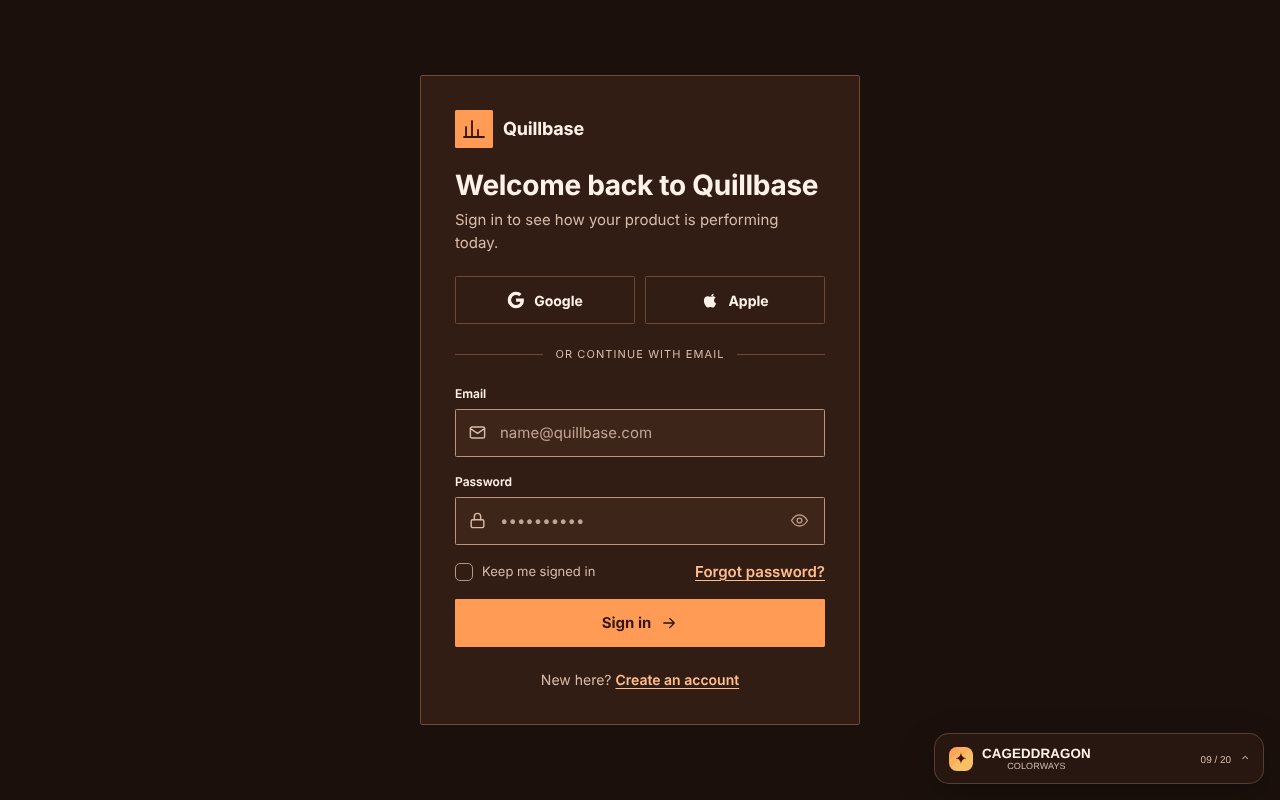 Quillbase
Welcome back to Quillbase
Sign in to see how your product is performing
today.
Google
Apple
OR CONTINUE WITH EMAIL
Email
name@quillbase.com
Password
••••••••••
Keep me signed in
Forgot password?
Sign in
New here? Create an account
CAGEDDRAGON
COLORWAYS
09 / 20